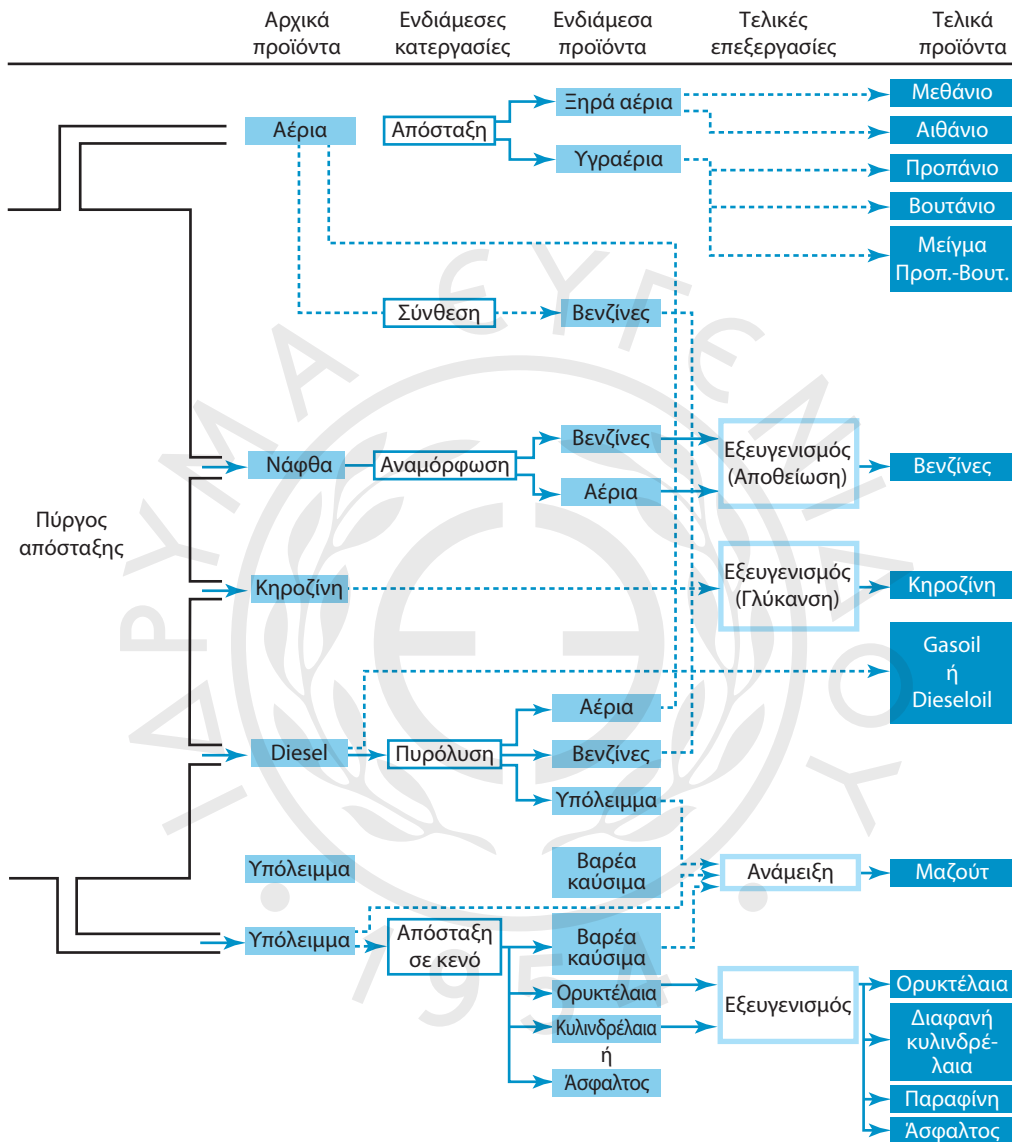 Αρχικά
προϊόντα
Ενδιάμεσες
κατεργασίες
Ενδιάμεσα
προϊόντα
Τελικές
επεξεργασίες
Τελικά
προϊόντα
Αέρια
Απόσταξη
Ξηρά αέρια
Υγραέρια
Μεθάνιο
Αιθάνιο
Προπάνιο
Βουτάνιο
Μείγμα
Προπ.-Βουτ.
Σύνθεση
Βενζίνες
Νάφθα
Αναμόρφωση
Βενζίνες
Αέρια
Εξευγενισμός
(Αποθείωση)
Βενζίνες
Πύργος
απόσταξης
Κηροζίνη
Εξευγενισμός
(Γλύκανση)
Κηροζίνη
Gasoil
ή
Dieseloil
Diesel
Πυρόλυση
Αέρια
Βενζίνες
Υπόλειμμα
Υπόλειμμα
Βαρέα
καύσιμα
Ανάμειξη
Μαζούτ
Υπόλειμμα
Απόσταξη
σε κενό
Βαρέα
καύσιμα
Ορυκτέλαια
Κυλινδρέλαια
ή
Άσφαλτος
Εξευγενισμός
Ορυκτέλαια
Διαφανή
κυλινδρέ-
λαια
Παραφίνη
Άσφαλτος
ΙΔΡΥΜΑ ΕΥΓΕΝΙΔΟΥ
1954